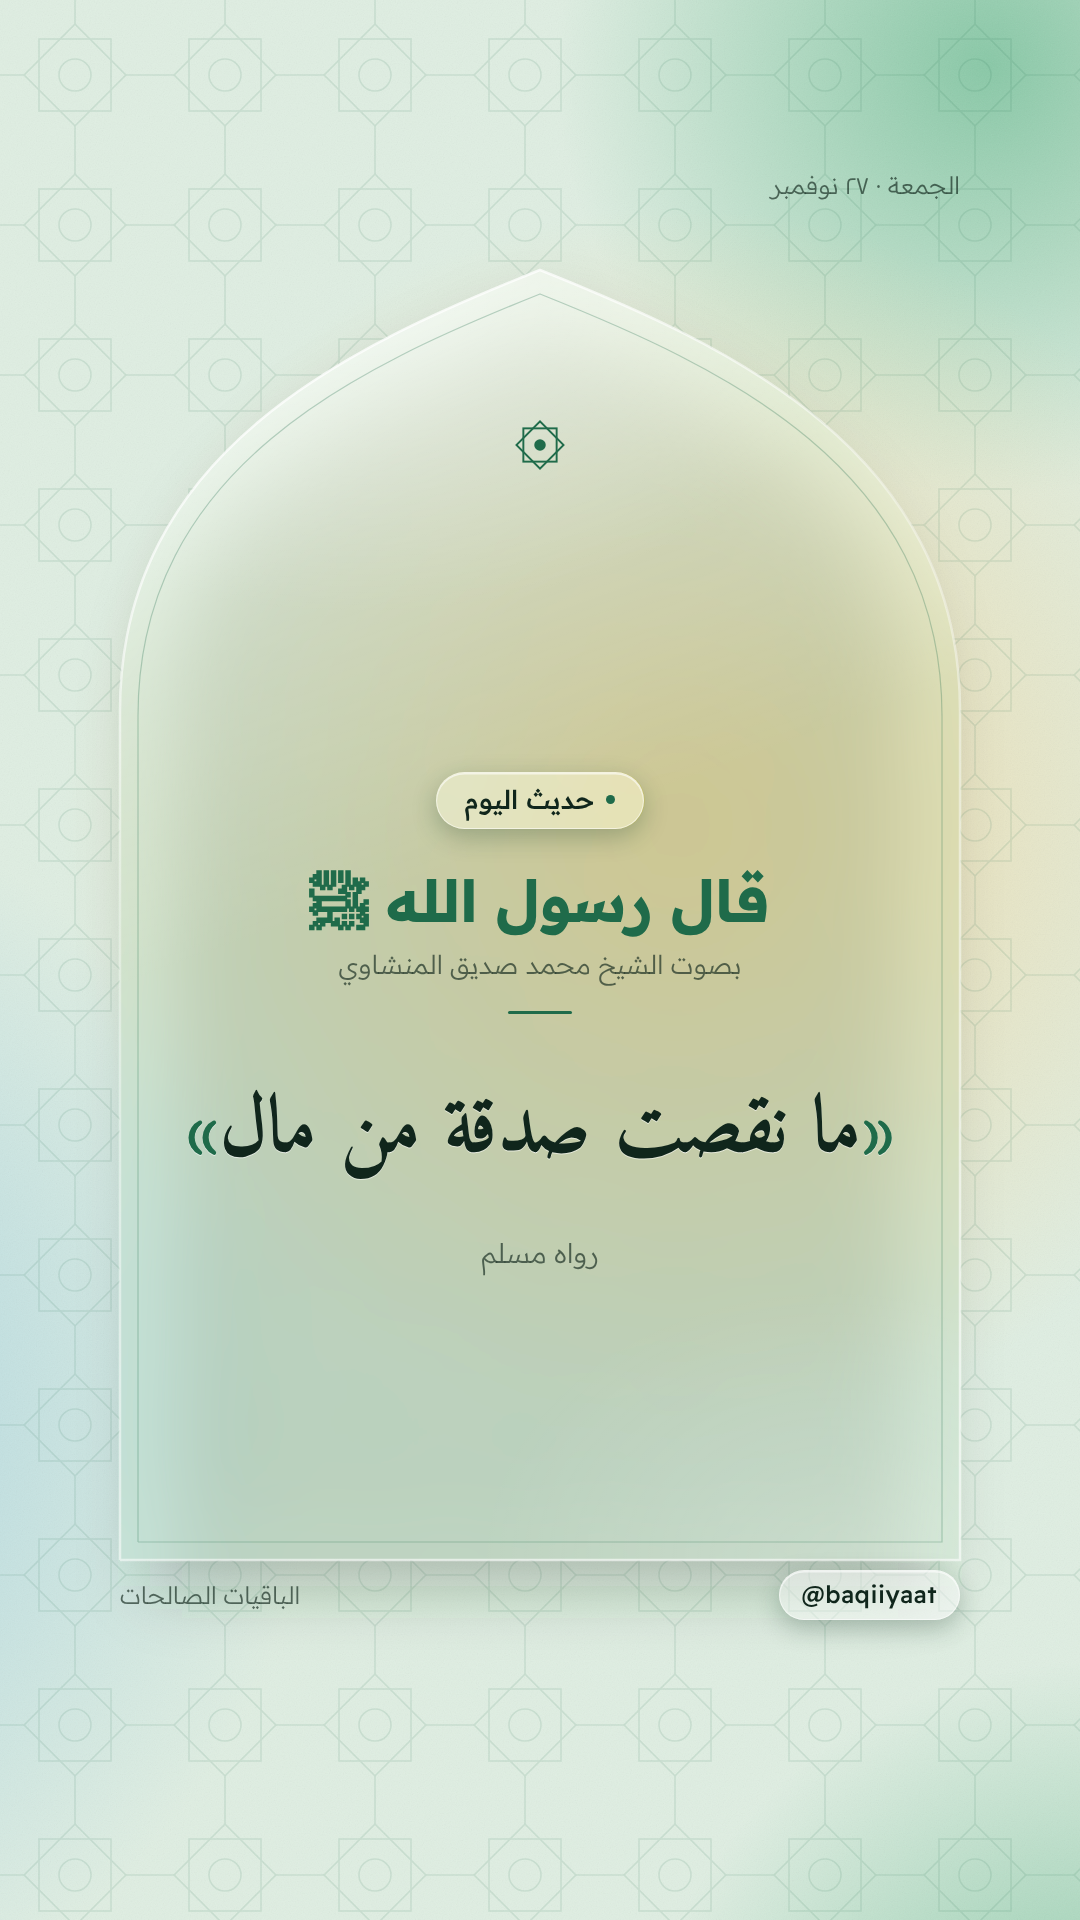 الجمعة · ٢٧ نوفمبر
حديث اليوم
قال رسول الله ﷺ
بصوت الشيخ محمد صديق المنشاوي
«ما نقصت صدقة من مال»
رواه مسلم
@baqiiyaat
الباقيات الصالحات